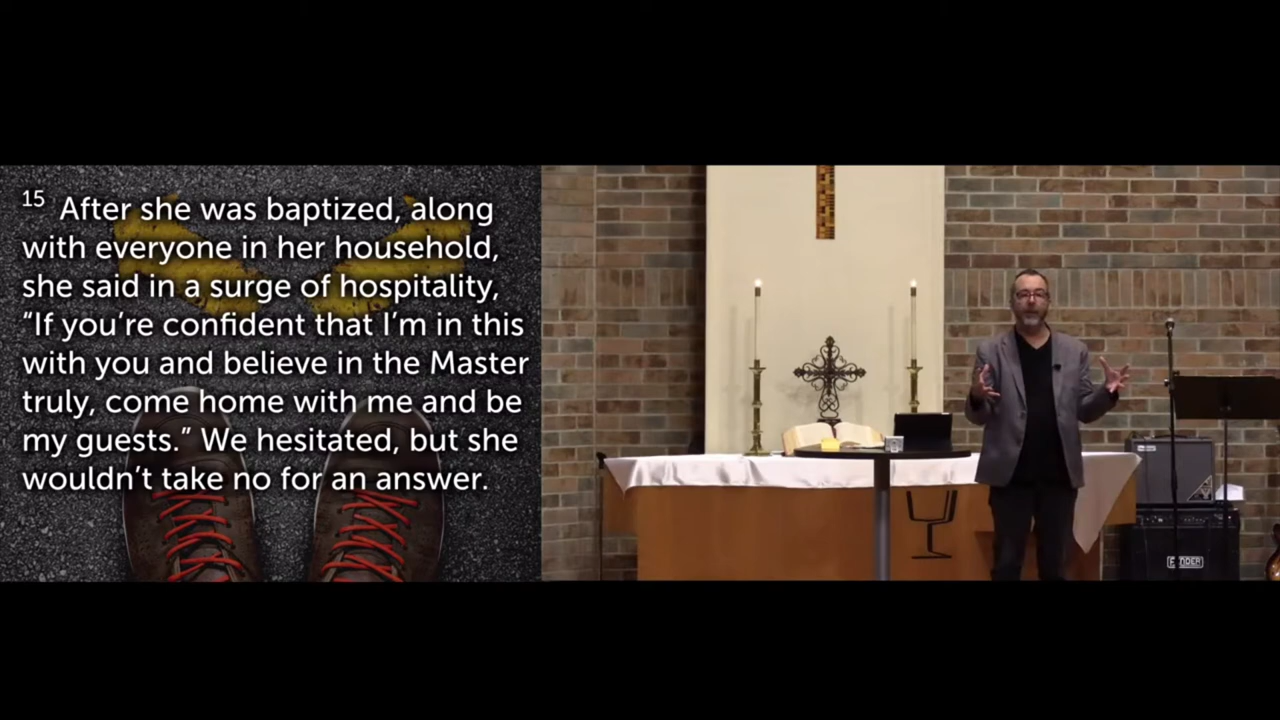 15 After she was baptized, along
with everyone in her household,
she said in a surge of hospitality,
“If you’re confident that I’m in this
with you and believe in the Master
truly, come home with me and be
my guests.” We hesitated, but she
wouldn’t take no for an answer.
FENDER